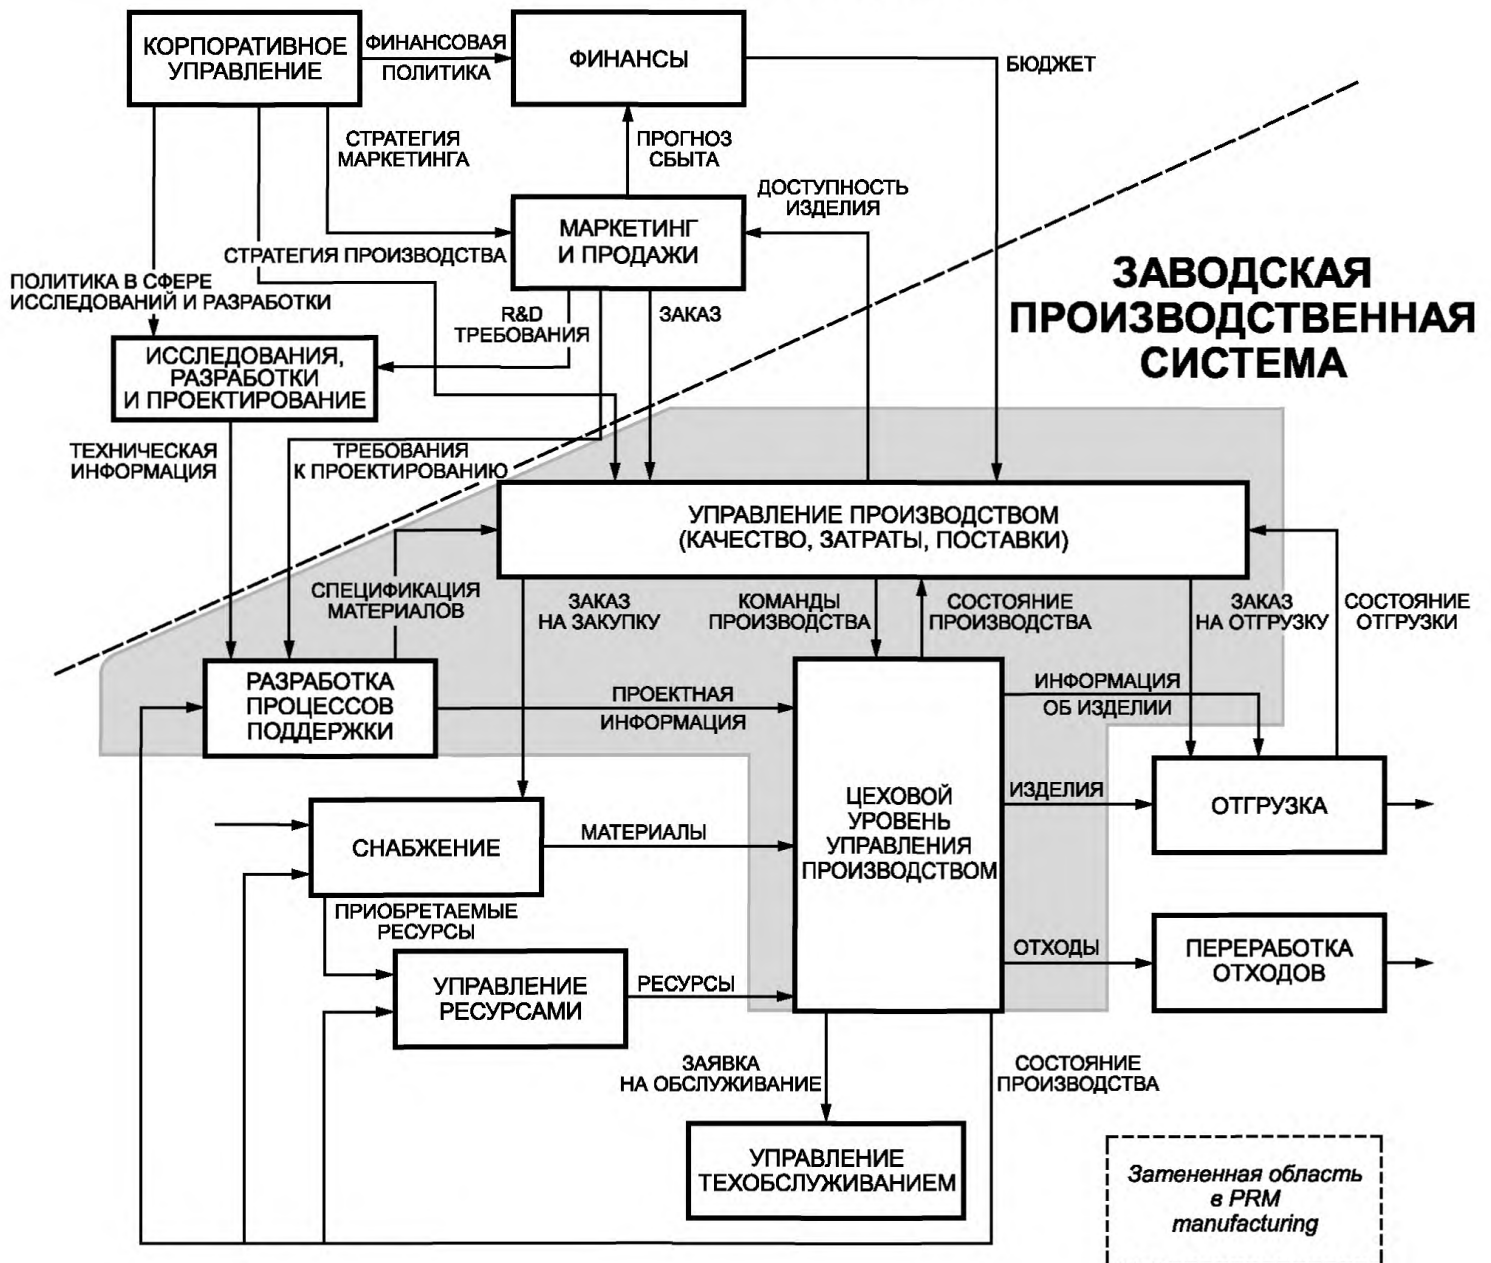 КОРПОРАТИВНОЕ
УПРАВЛЕНИЕ
ФИНАНСОВАЯ
ПОЛИТИКА
ФИНАНСЫ
БЮДЖЕТ
СТРАТЕГИЯ
МАРКЕТИНГА
ПРОГНОЗ
СБЫТА
ДОСТУПНОСТЬ
ИЗДЕЛИЯ
МАРКЕТИНГ
И ПРОДАЖИ
СТРАТЕГИЯ ПРОИЗВОДСТВА
ПОЛИТИКА В СФЕРЕ
ИССЛЕДОВАНИЙ И РАЗРАБОТКИ
R&D
ТРЕБОВАНИЯ
ЗАКАЗ
ЗАВОДСКАЯ
ПРОИЗВОДСТВЕННАЯ
СИСТЕМА
ИССЛЕДОВАНИЯ,
РАЗРАБОТКИ
И ПРОЕКТИРОВАНИЕ
ТЕХНИЧЕСКАЯ
ИНФОРМАЦИЯ
ТРЕБОВАНИЯ
К ПРОЕКТИРОВАНИЮ
УПРАВЛЕНИЕ ПРОИЗВОДСТВОМ
(КАЧЕСТВО, ЗАТРАТЫ, ПОСТАВКИ)
СПЕЦИФИКАЦИЯ
МАТЕРИАЛОВ
ЗАКАЗ
НА ЗАКУПКУ
КОМАНДЫ
ПРОИЗВОДСТВА
СОСТОЯНИЕ
ПРОИЗВОДСТВА
ЗАКАЗ
НА ОТГРУЗКУ
СОСТОЯНИЕ
ОТГРУЗКИ
РАЗРАБОТКА
ПРОЦЕССОВ
ПОДДЕРЖКИ
ПРОЕКТНАЯ
ИНФОРМАЦИЯ
ИНФОРМАЦИЯ
ОБ ИЗДЕЛИИ
ЦЕХОВОЙ
УРОВЕНЬ
УПРАВЛЕНИЯ
ПРОИЗВОДСТВОМ
ИЗДЕЛИЯ
ОТГРУЗКА
СНАБЖЕНИЕ
МАТЕРИАЛЫ
ПРИОБРЕТАЕМЫЕ
РЕСУРСЫ
УПРАВЛЕНИЕ
РЕСУРСАМИ
РЕСУРСЫ
ОТХОДЫ
ПЕРЕРАБОТКА
ОТХОДОВ
ЗАЯВКА
НА ОБСЛУЖИВАНИЕ
СОСТОЯНИЕ
ПРОИЗВОДСТВА
УПРАВЛЕНИЕ
ТЕХОБСЛУЖИВАНИЕМ
Затененная область
в PRM
manufacturing